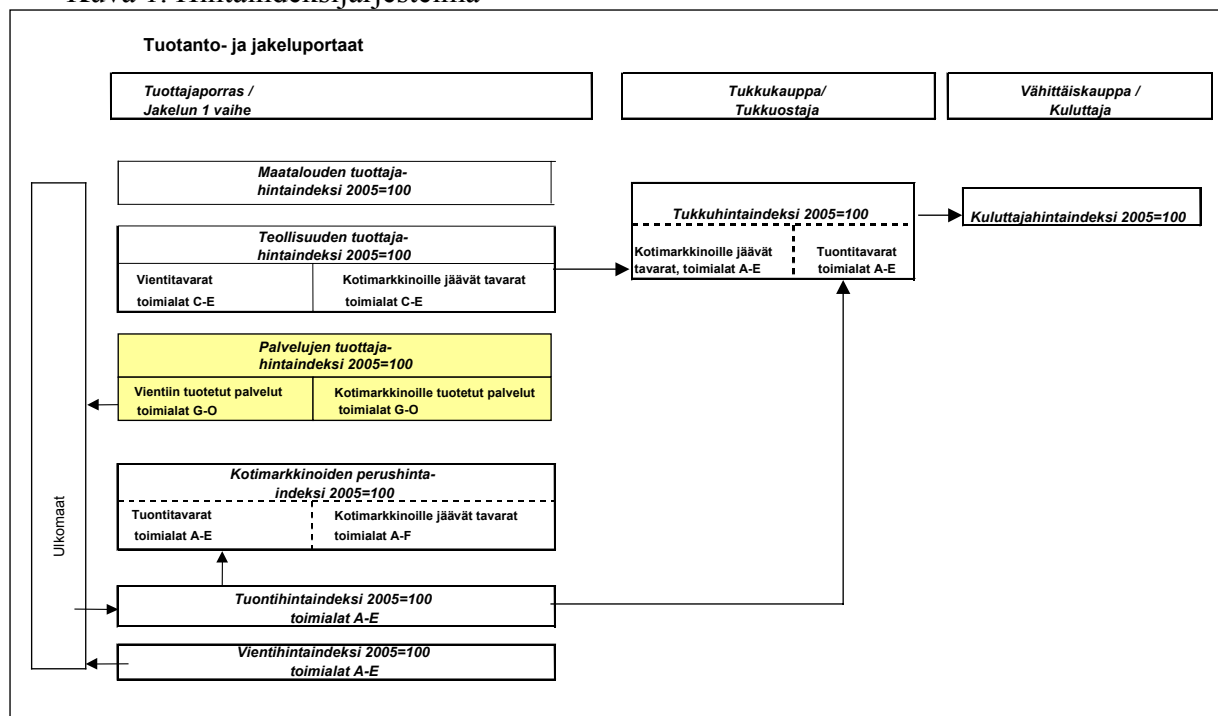 Kuva 1. Hintaindeksijärjestelmä
Tuotanto- ja jakeluportaat
Tuottajaporras /
Jakelun 1 vaihe
Tukkukauppa/
Tukkuostaja
Vähittäiskauppa /
Kuluttaja
Maatalouden tuottaja-
hintaindeksi 2005=100
Teollisuuden tuottaja-
hintaindeksi 2005=100
Vientitavarat
toimialat C-E
Kotimarkkinoille jäävät tavarat
toimialat C-E
Tukkuhintaindeksi 2005=100
Kotimarkkinoille jäävät
tavarat, toimialat A-E
Tuontitavarat
toimialat A-E
Kuluttajahintaindeksi 2005=100
Palvelujen tuottaja-
hintaindeksi 2005=100
Vientiin tuotetut palvelut
toimialat G-O
Kotimarkkinoille tuotetut palvelut
toimialat G-O
Kotimarkkinoiden perushinta-
indeksi 2005=100
Tuontitavarat
toimialat A-E
Kotimarkkinoille jäävät tavarat
toimialat A-F
Ulkomaat
Tuontihintaindeksi 2005=100
toimialat A-E
Vientihintaindeksi 2005=100
toimialat A-E